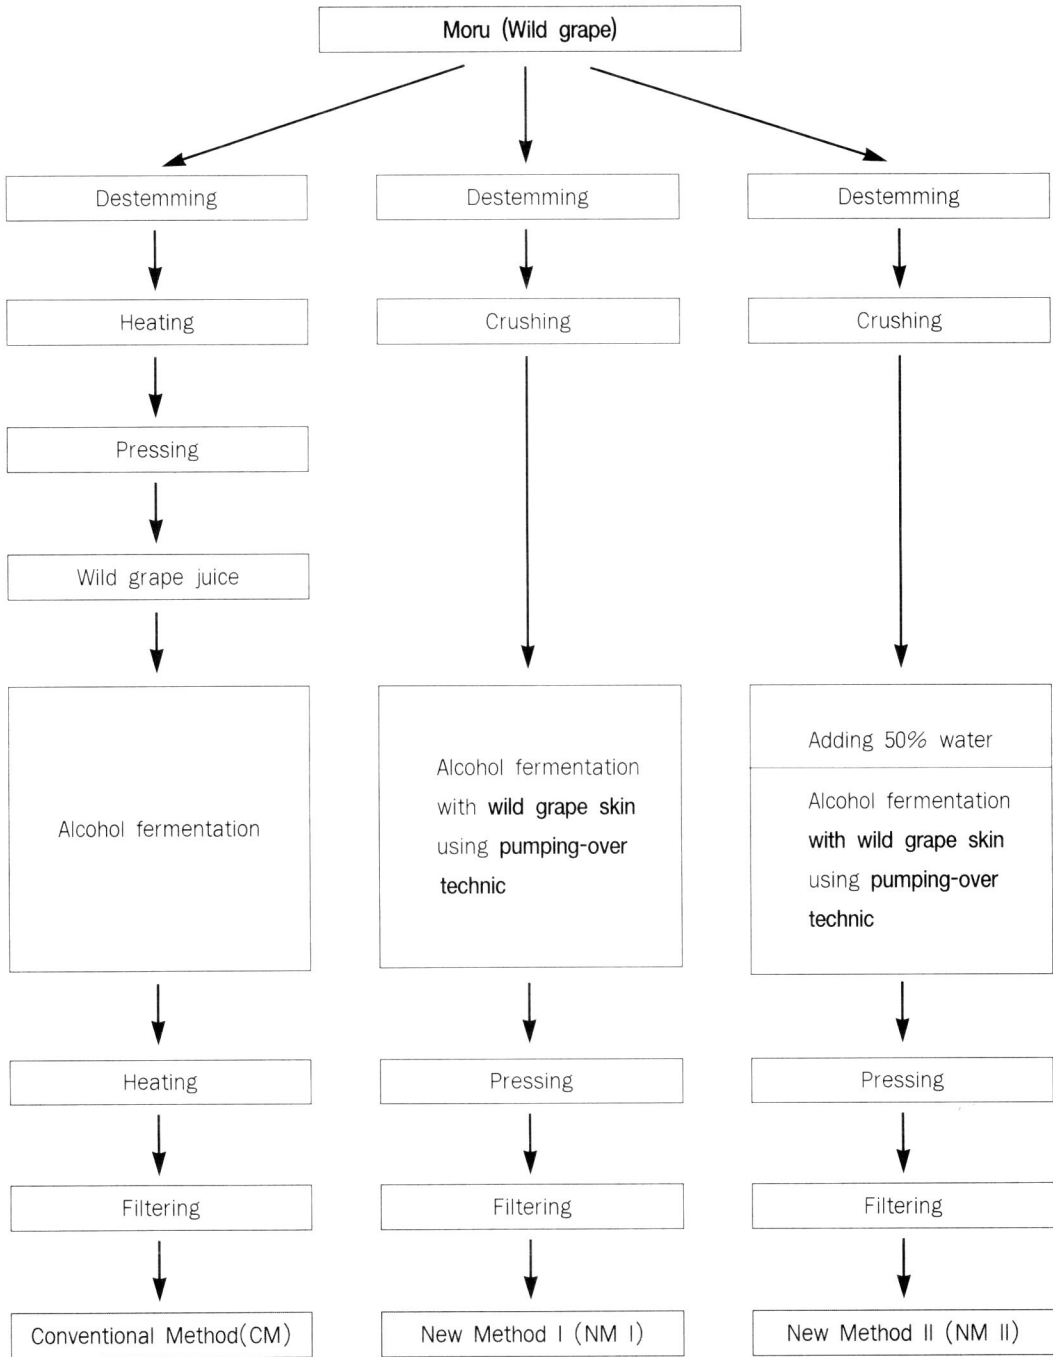 Moru (Wild grape)
Destemming
Destemming
Destemming
Heating
Crushing
Crushing
Pressing
Wild grape juice
Alcohol fermentation
Alcohol fermentation
with wild grape skin
using pumping-over
technic
Adding 50% water
Alcohol fermentation
with wild grape skin
using pumping-over
technic
Heating
Pressing
Pressing
Filtering
Filtering
Filtering
Conventional Method(CM)
New Method I (NM I)
New Method II (NM II)